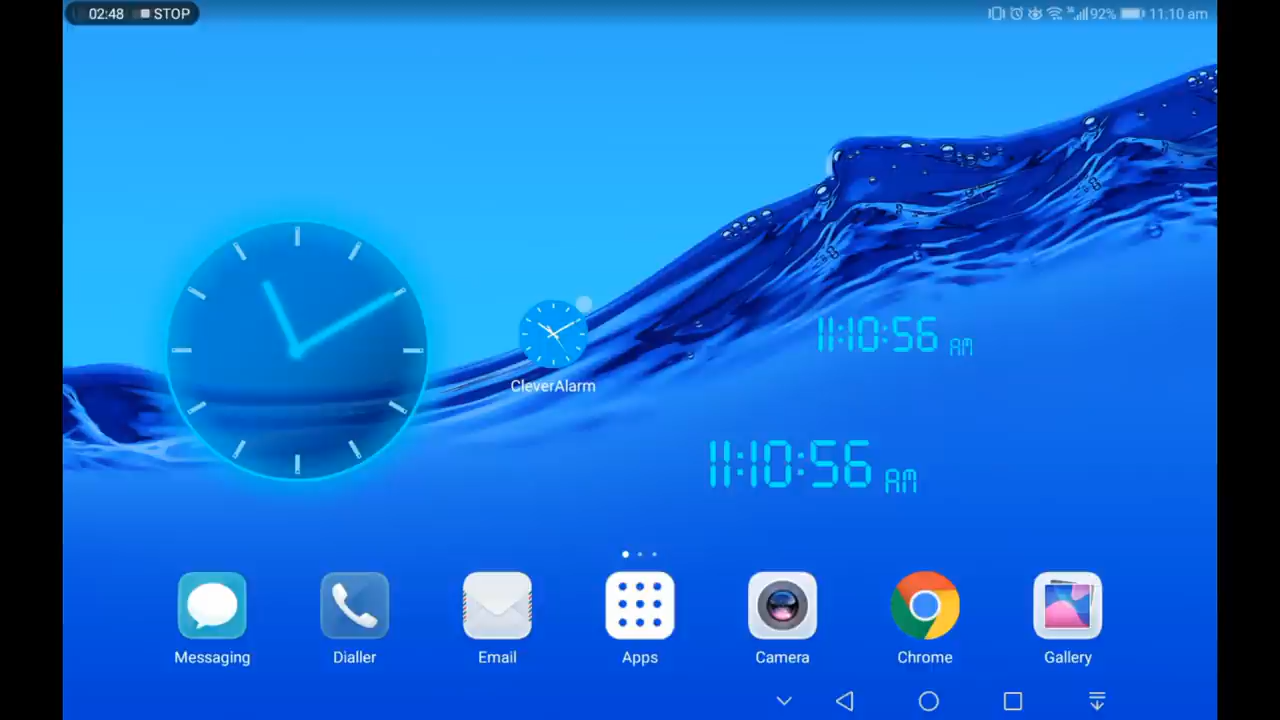 02:48 STOP
92% 11.10 am
CleverAlarm
11:10:56 AM
11:10:56 AM
Messaging
Dialler
Email
Apps
Camera
Chrome
Gallery